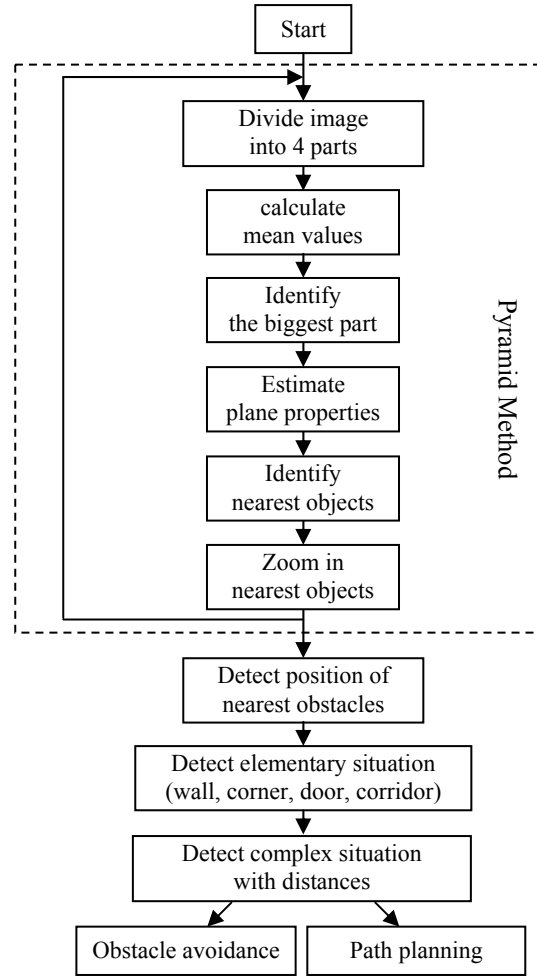 Start
Divide image
into 4 parts
calculate
mean values
Identify
the biggest part
Estimate
plane properties
Identify
nearest objects
Zoom in
nearest objects
Pyramid Method
Detect position of
nearest obstacles
Detect elementary situation
(wall, corner, door, corridor)
Detect complex situation
with distances
Obstacle avoidance
Path planning